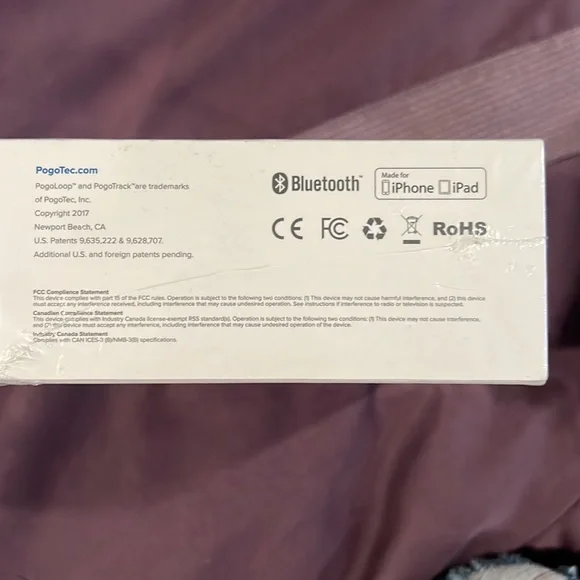 PogoTec.com
PogoLoop™ and PogoTrack™are trademarks
of PogoTec, Inc.
Copyright 2017
Newport Beach, CA
U.S. Patents 9,635,222 & 9,628,707.
Additional U.S. and foreign patents pending.
Bluetooth™
Made for
iPhone iPad
CE FC RoHS
FCC Compliance Statement
This device complies with part 15 of the FCC rules. Operation is subject to the following two conditions: (1) This device may not cause harmful interference, and (2) this
device must accept any interference received, including interference that may cause undesired operation of the device. See instructions if interference to radio or television is suspected.
Canadian Compliance Statement
This device complies with Industry Canada license-exempt RSS standard(s). Operation is subject to the following two conditions: (1) This device may not cause interference,
and (2) this device must accept any interference, including interference that may cause undesired operation of the device.
Industry Canada Statement
Complies with CAN ICES-3 (B)/NMB-3(B) specifications.